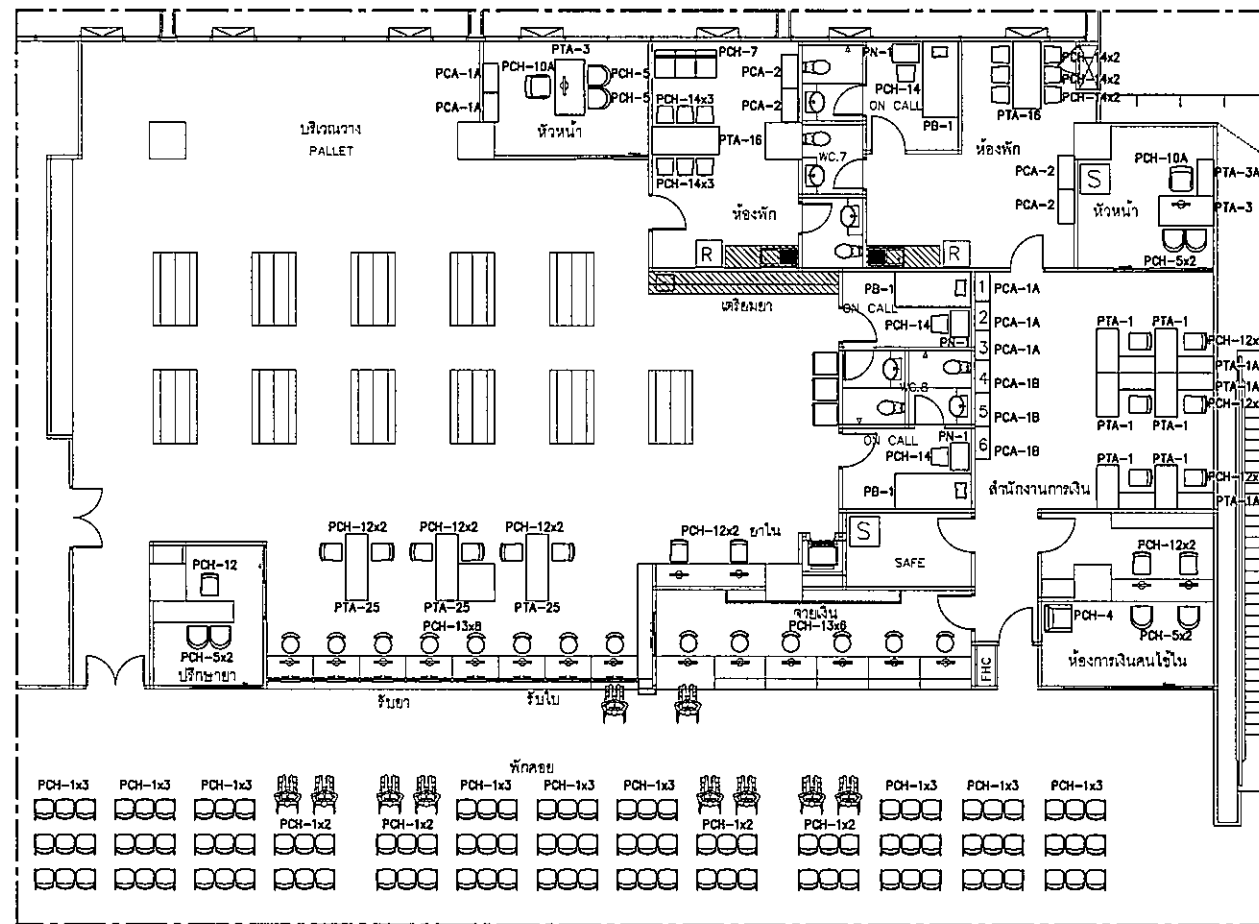 PTA-3
PCH-10A
PCH-5
PCH-5
PCA-1A
PCA-1A
หัวหน้า
บริเวณวาง
PALLET
PCH-7
PCH-14x3
PTA-16
PCH-14x3
PCA-2
PCA-2
ห้องพัก
R
WC.7
PN-1
PCH-14
ON CALL
PB-1
PCH-14x2
PCH-14x2
PCH-14x2
PTA-16
ห้องพัก
PCA-2
PCA-2
R
S
PCH-10A
PTA-3A
PTA-3
หัวหน้า
PCH-5x2
เตรียมยา
PB-1
ON CALL
PCH-14
PN-1
WC.8
ON CALL
PN-1
PCH-14
PB-1
1 PCA-1A
2 PCA-1A
3 PCA-1A
4 PCA-1B
5 PCA-1B
6 PCA-1B
PTA-1 PTA-1
PCH-12x
PTA-1A
PTA-1A
PCH-12x
PTA-1 PTA-1
PTA-1 PTA-1
PCH-12x
PTA-1A
สำนักงานการเงิน
PCH-12
PCH-5x2
ปรึกษายา
PCH-12x2 PCH-12x2 PCH-12x2
PTA-25 PTA-25 PTA-25
PCH-13x8
รับยา
รับใบ
PCH-12x2 ยาใน
S
SAFE
จ่ายเงิน
PCH-13x6
FHC
PCH-12x2
PCH-4
PCH-5x2
ห้องการเงินคนไข้ใน
พักคอย
PCH-1x3 PCH-1x3 PCH-1x3 PCH-1x3 PCH-1x3 PCH-1x3 PCH-1x3 PCH-1x3 PCH-1x3
PCH-1x2 PCH-1x2 PCH-1x2 PCH-1x2